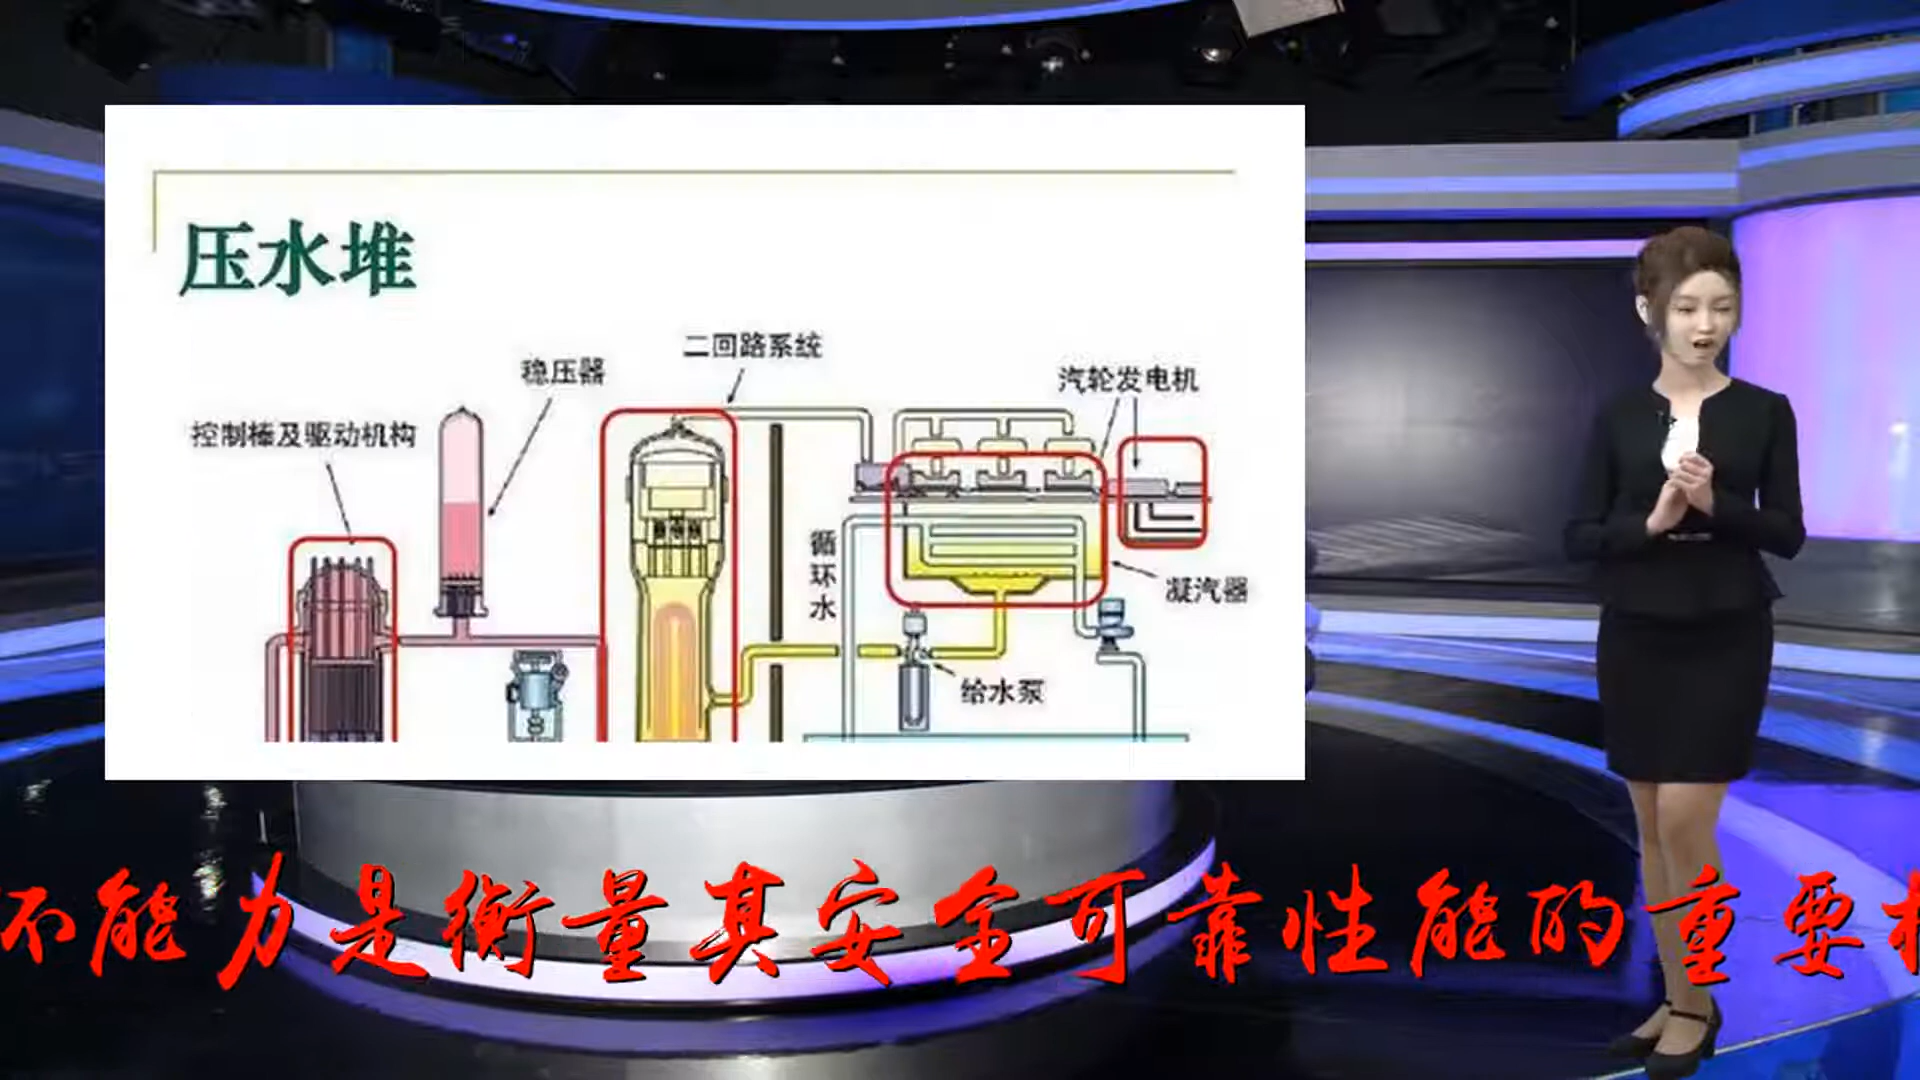 压水堆
二回路系统
稳压器
汽轮发电机
控制棒及驱动机构
循环水
凝汽器
给水泵
环能力是衡量其安全可靠性能的重要